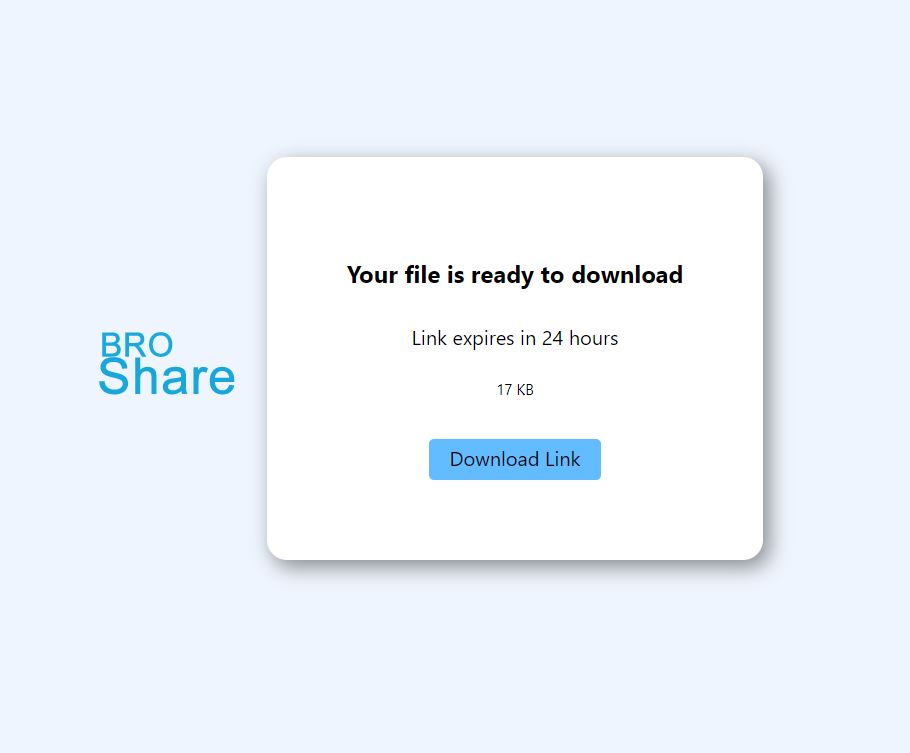 BRO
Share
Your file is ready to download
Link expires in 24 hours
17 KB
Download Link